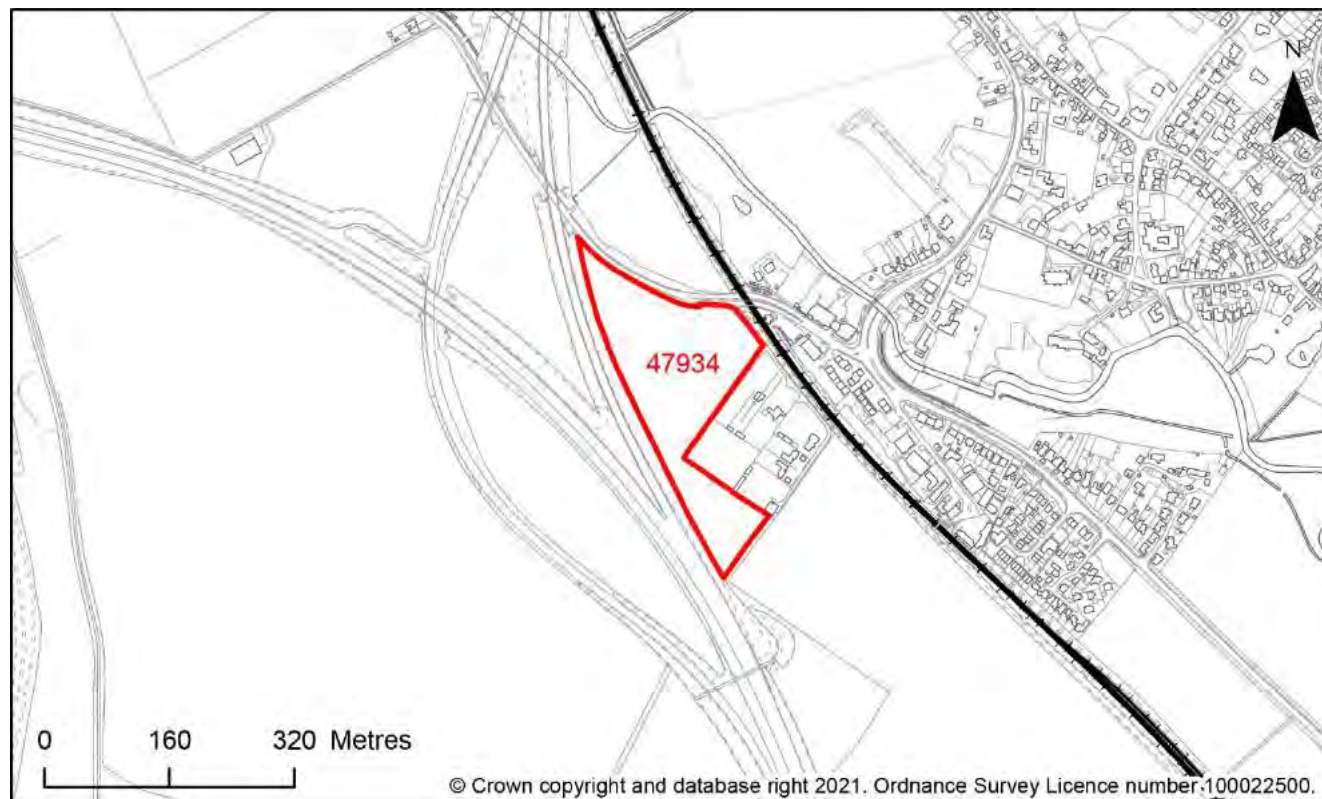 N
47934
0 160 320 Metres
© Crown copyright and database right 2021. Ordnance Survey Licence number 100022500.